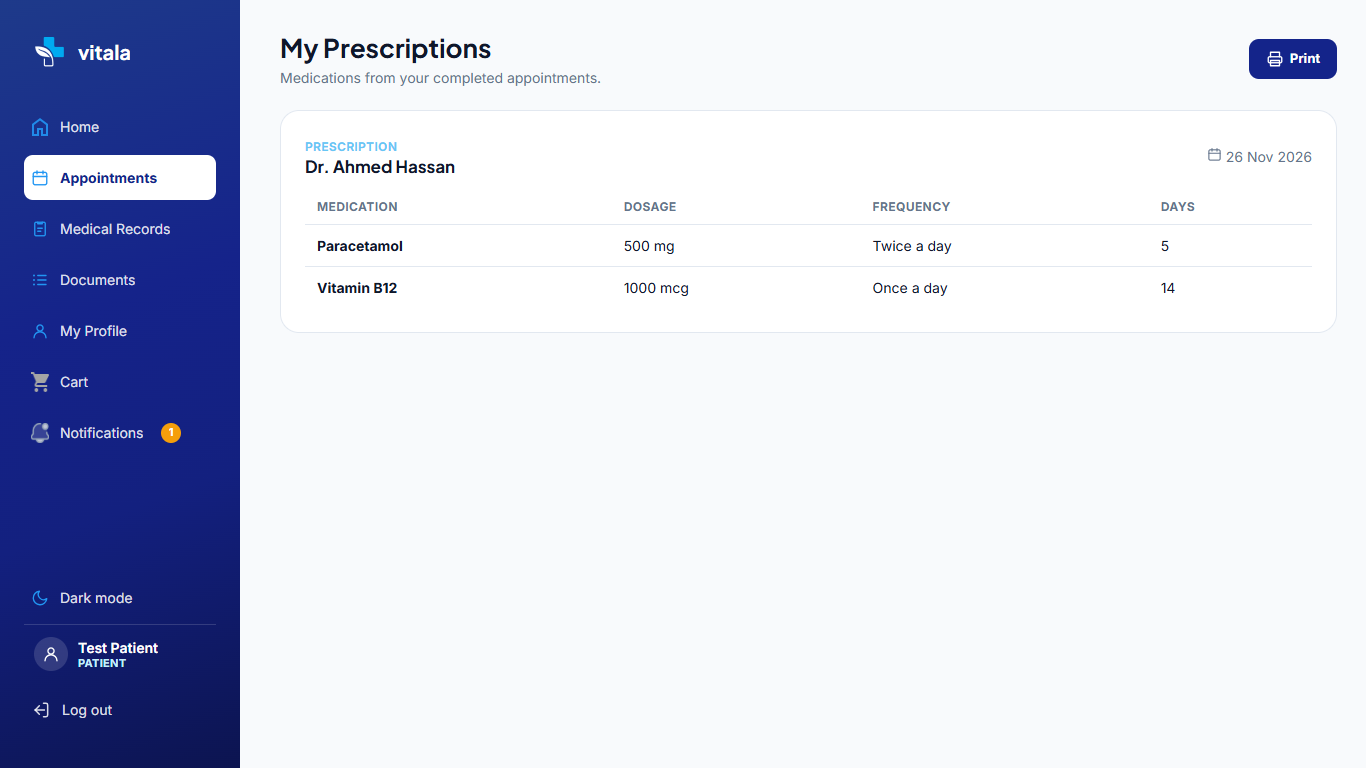 vitala
Home
Appointments
Medical Records
Documents
My Profile
Cart
Notifications 1
Dark mode
Test Patient
PATIENT
Log out
My Prescriptions
Medications from your completed appointments.
Print
PRESCRIPTION
Dr. Ahmed Hassan
26 Nov 2026
MEDICATION DOSAGE FREQUENCY DAYS
Paracetamol 500 mg Twice a day 5
Vitamin B12 1000 mcg Once a day 14